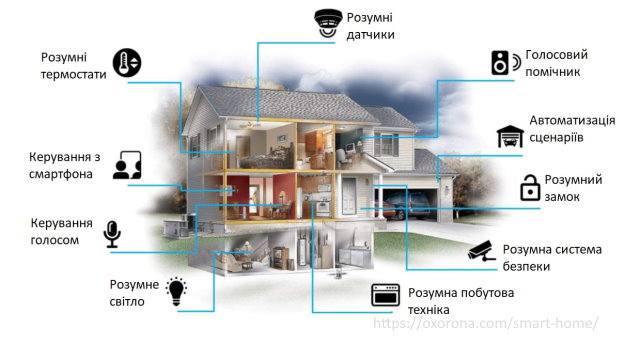 Розумні
датчики
Розумні
термостати
Голосовий
помічник
Автоматизація
сценаріїв
Керування з
смартфона
Розумний
замок
Керування
голосом
Розумна система
безпеки
Розумне
світло
Розумна побутова
техніка
https://oxorona.com/smart-home/